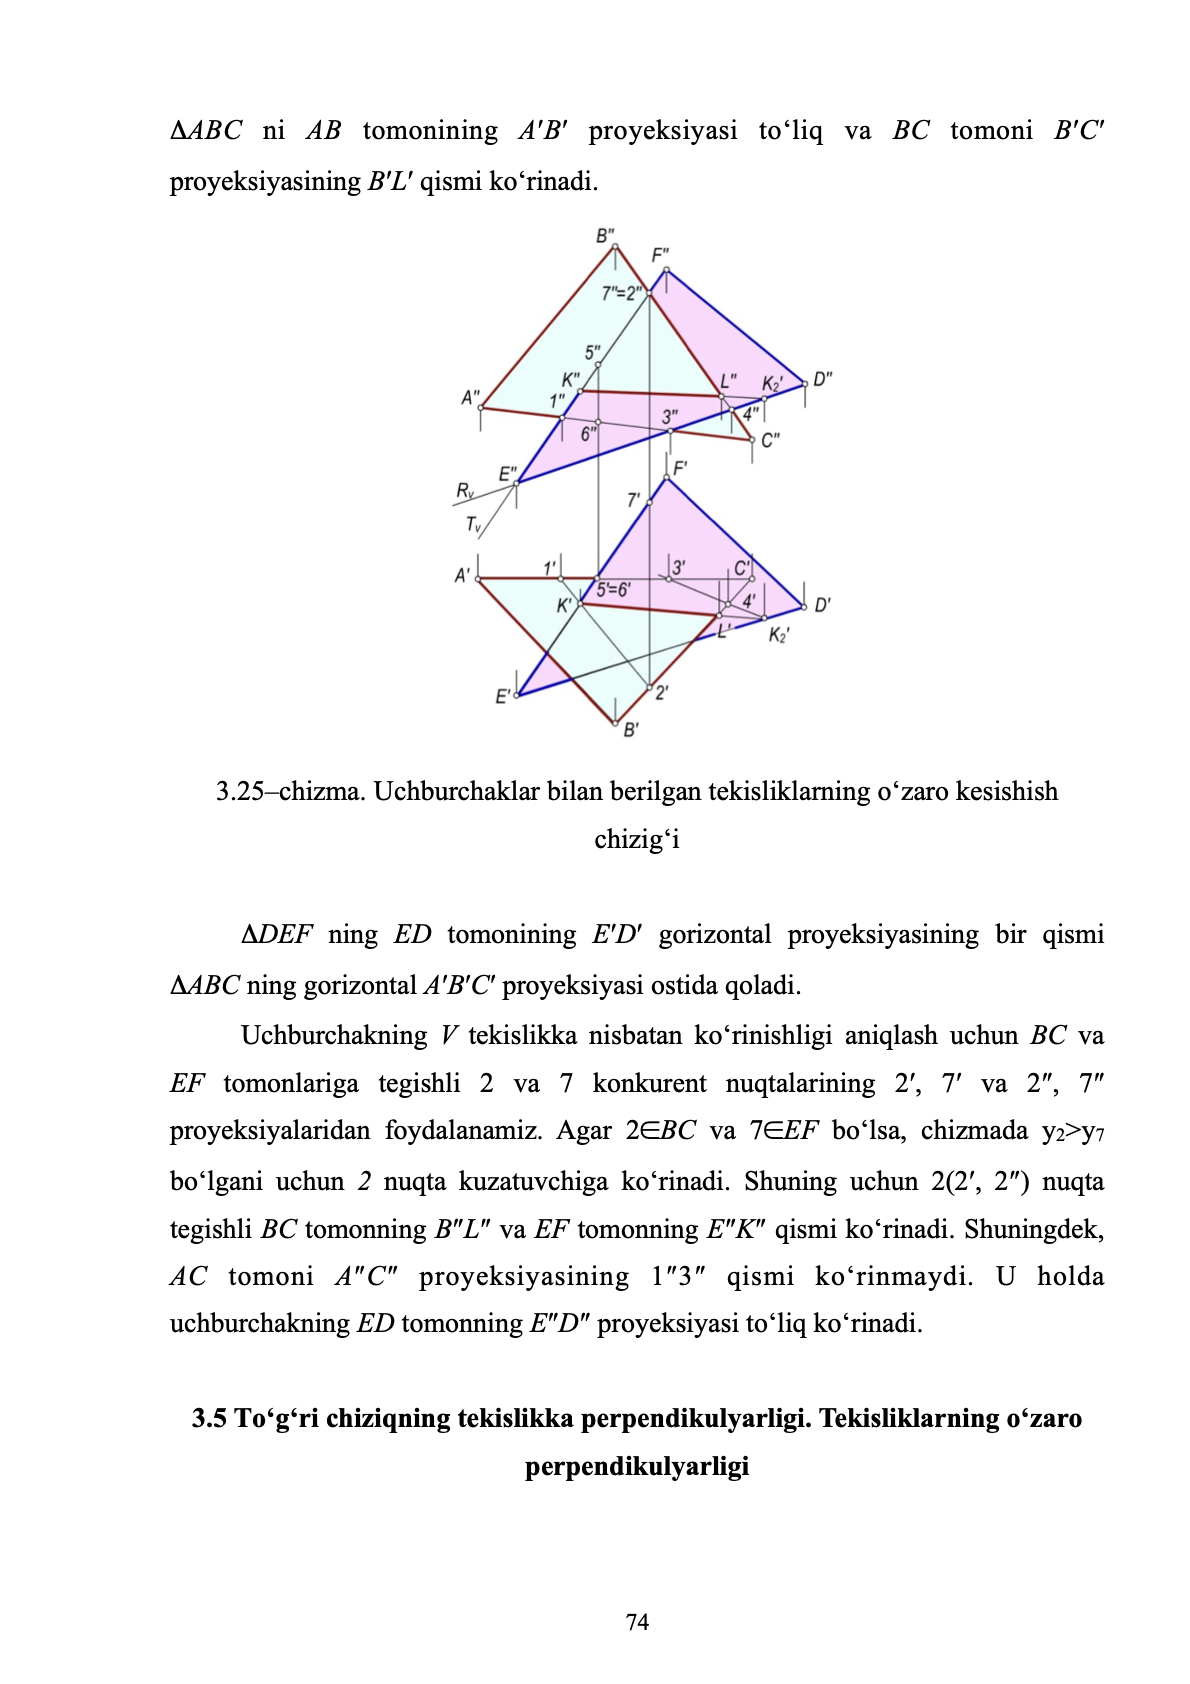 ∆ABC ni AB tomonining A′B′ proyeksiyasi to‘liq va BC tomoni B′C′
proyeksiyasining B′L′ qismi ko‘rinadi.
B"
F"
7"=2"
5"
K"
L"
K₂'
D"
A"
1"
3"
4"
6"
C"
E"
F'
Rᵥ
7'
Tᵥ
A'
1'
3'
C'
5'=6'
K'
4'
D'
L'
K₂'
E'
2'
B'
3.25–chizma. Uchburchaklar bilan berilgan tekisliklarning o‘zaro kesishish
chizig‘i
∆DEF ning ED tomonining E′D′ gorizontal proyeksiyasining bir qismi
∆ABC ning gorizontal A′B′C′ proyeksiyasi ostida qoladi.
Uchburchakning V tekislikka nisbatan ko‘rinishligi aniqlash uchun BC va
EF tomonlariga tegishli 2 va 7 konkurent nuqtalarining 2′, 7′ va 2″, 7″
proyeksiyalaridan foydalanamiz. Agar 2∈BC va 7∈EF bo‘lsa, chizmada y₂>y₇
bo‘lgani uchun 2 nuqta kuzatuvchiga ko‘rinadi. Shuning uchun 2(2′, 2″) nuqta
tegishli BC tomonning B″L″ va EF tomonning E″K″ qismi ko‘rinadi. Shuningdek,
AC tomoni A″C″ proyeksiyasining 1″3″ qismi ko‘rinmaydi. U holda
uchburchakning ED tomonning E″D″ proyeksiyasi to‘liq ko‘rinadi.
3.5 To‘g‘ri chiziqning tekislikka perpendikulyarligi. Tekisliklarning o‘zaro
perpendikulyarligi
74